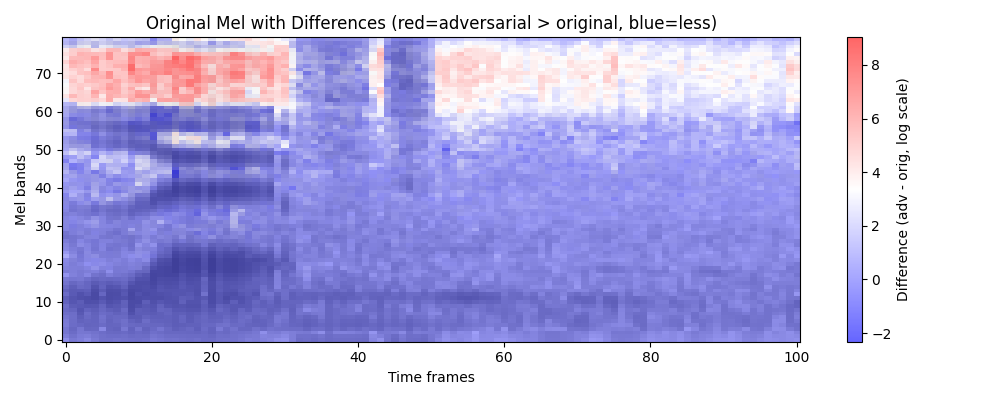 Original Mel with Differences (red=adversarial > original, blue=less)
70
60
50
40
30
20
10
0
Mel bands
0 20 40 60 80 100
Time frames
8
6
4
2
0
−2
Difference (adv - orig, log scale)